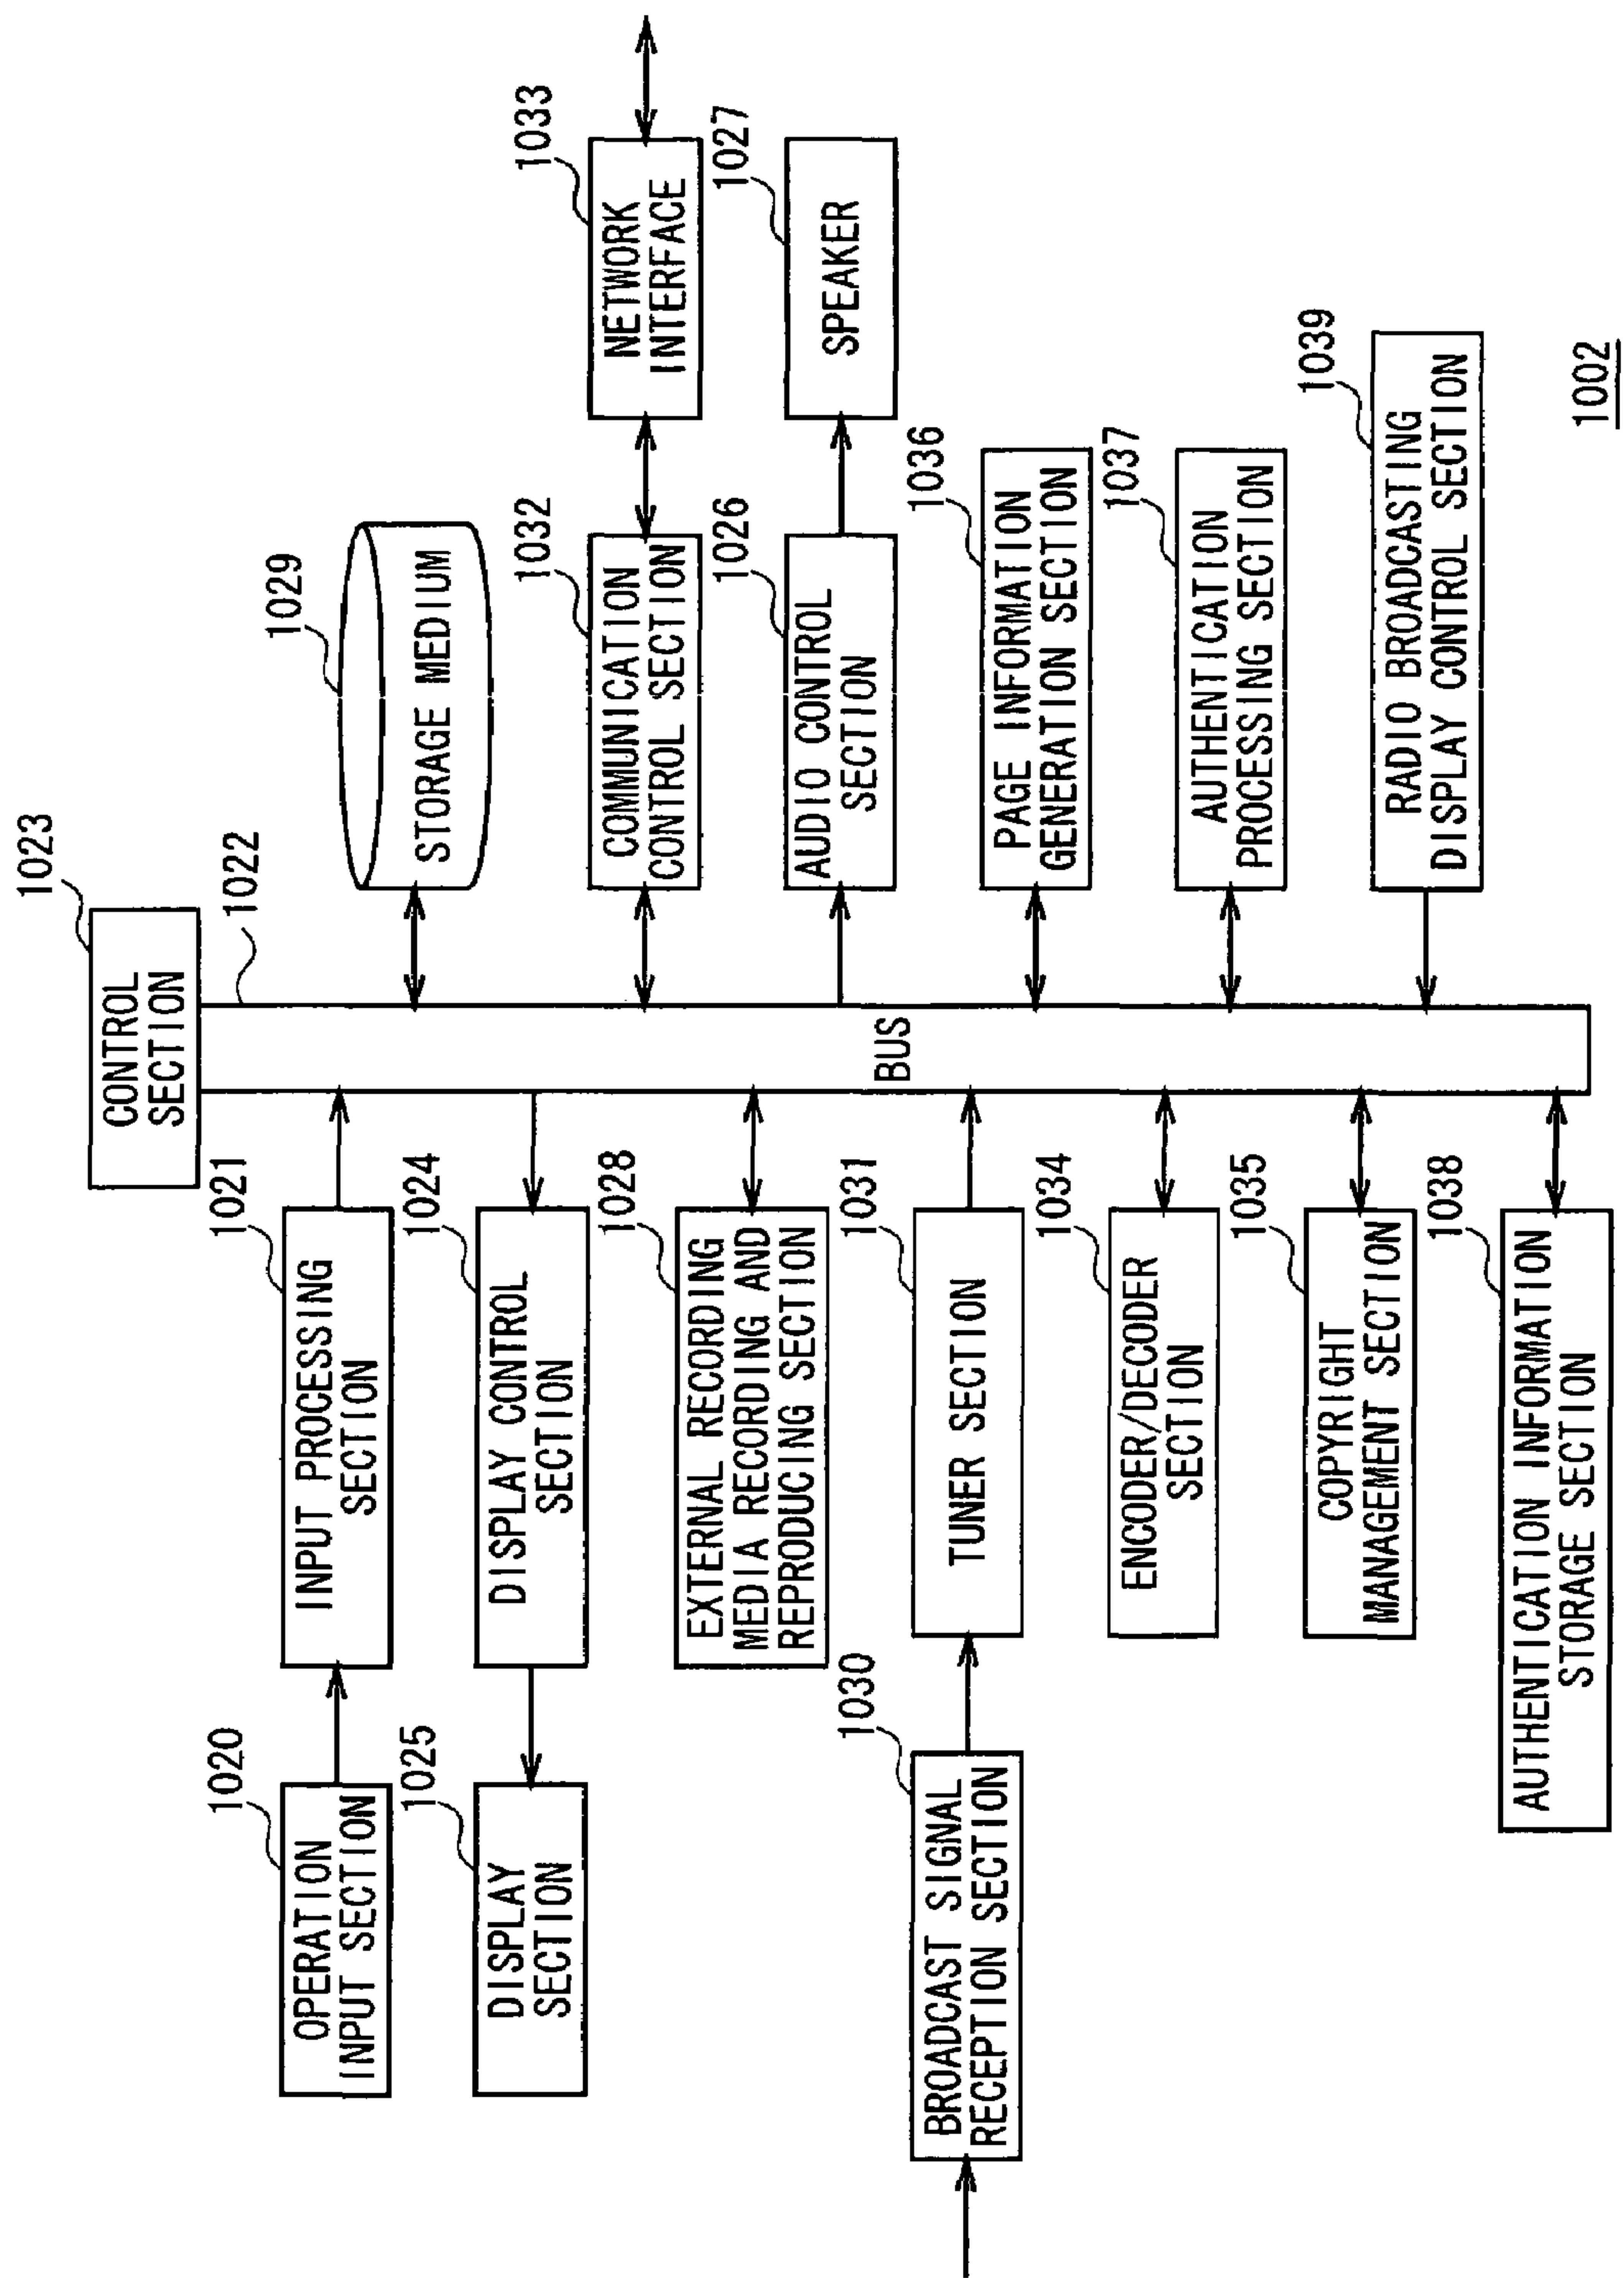 1023
CONTROL
SECTION
1022
BUS
1020
OPERATION
INPUT SECTION
1021
INPUT PROCESSING
SECTION
1025
DISPLAY
SECTION
1024
DISPLAY CONTROL
SECTION
1028
EXTERNAL RECORDING
MEDIA RECORDING AND
REPRODUCING SECTION
1030
BROADCAST SIGNAL
RECEPTION SECTION
1031
TUNER SECTION
1034
ENCODER/DECODER
SECTION
1035
COPYRIGHT
MANAGEMENT SECTION
1038
AUTHENTICATION INFORMATION
STORAGE SECTION
1029
STORAGE MEDIUM
1032
COMMUNICATION
CONTROL SECTION
1033
NETWORK
INTERFACE
1026
AUDIO CONTROL
SECTION
1027
SPEAKER
1036
PAGE INFORMATION
GENERATION SECTION
1037
AUTHENTICATION
PROCESSING SECTION
1039
RADIO BROADCASTING
DISPLAY CONTROL SECTION
1002